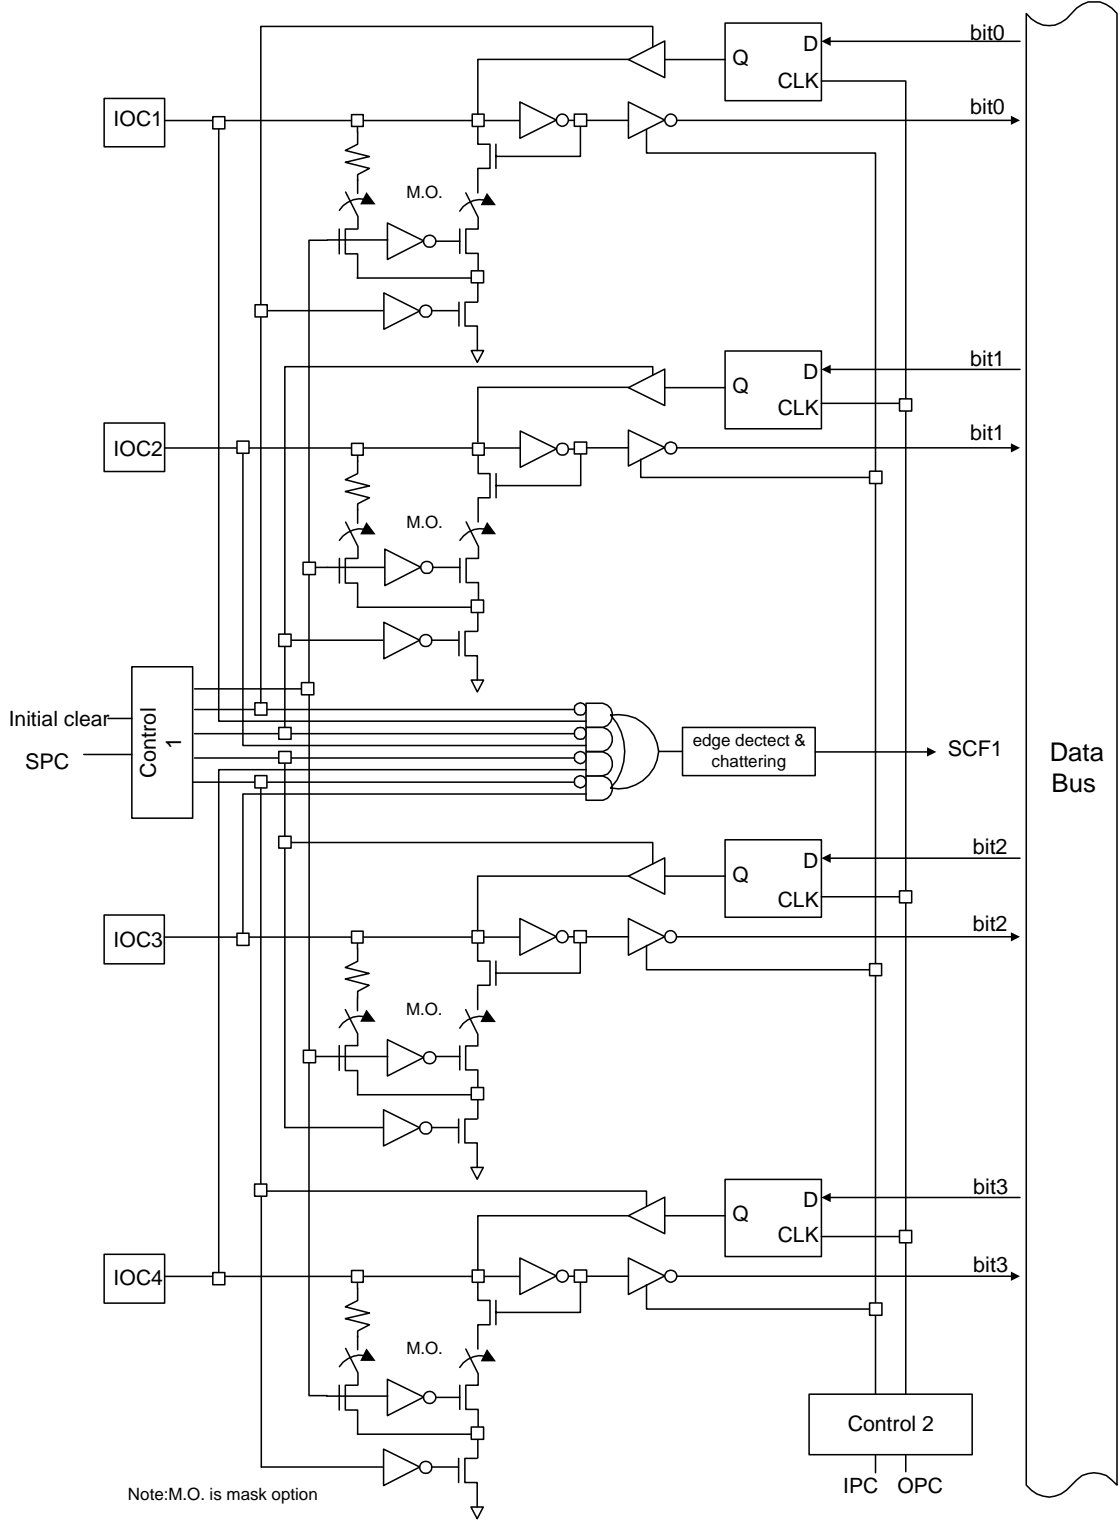 bit0
D
Q
CLK
IOC1
bit0
M.O.
bit1
D
Q
CLK
IOC2
bit1
M.O.
Initial clear
SPC
Control 1
edge dectect &
chattering
SCF1
Data
Bus
bit2
D
Q
CLK
IOC3
bit2
M.O.
bit3
D
Q
CLK
IOC4
bit3
M.O.
Control 2
IPC OPC
Note:M.O. is mask option